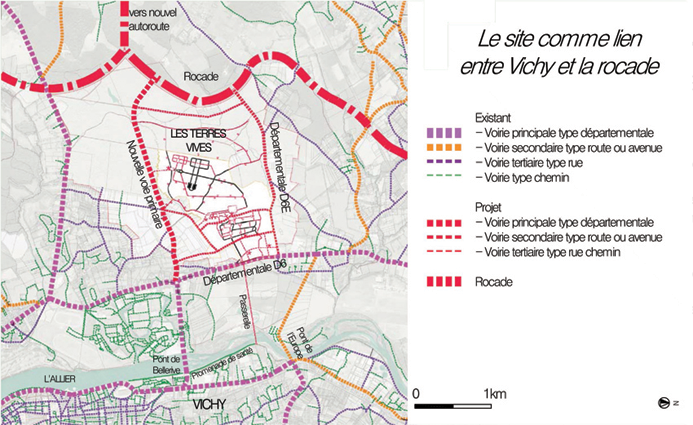 vers nouvel
autoroute
Rocade
LES TERRES
VIVES
Nouvelle voie primaire
Départementale D6E
Départementale D6
Passerelle
Pont de
l'Europe
Pont de
Bellerive
Promenade de santé
L'ALLIER
VICHY
Le site comme lien
entre Vichy et la rocade
Existant
– Voirie principale type départementale
– Voirie secondaire type route ou avenue
– Voirie tertiaire type rue
– Voirie type chemin
Projet
– Voirie principale type départementale
– Voirie secondaire type route ou avenue
– Voirie tertiaire type rue chemin
Rocade
0 1km
N